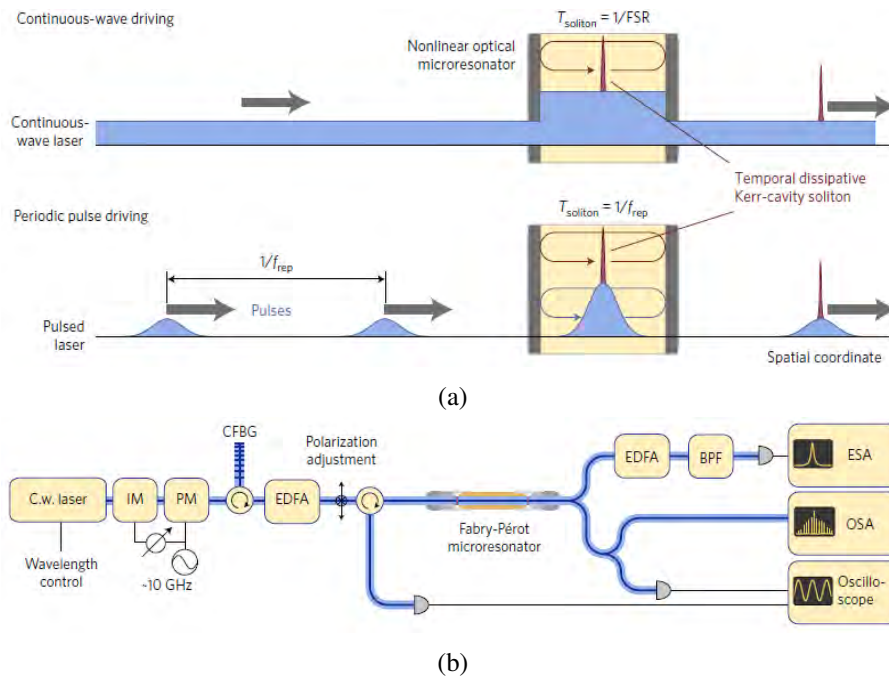 Continuous-wave driving
T_soliton = 1/FSR
Nonlinear optical
microresonator
Continuous-
wave laser
Temporal dissipative
Kerr-cavity soliton
Periodic pulse driving
T_soliton = 1/f_rep
1/f_rep
Pulses
Pulsed
laser
Spatial coordinate
(a)
CFBG
Polarization
adjustment
C.w. laser
IM
PM
EDFA
EDFA
BPF
ESA
OSA
Oscillo-
scope
Fabry-Pérot
microresonator
Wavelength
control
~10 GHz
(b)